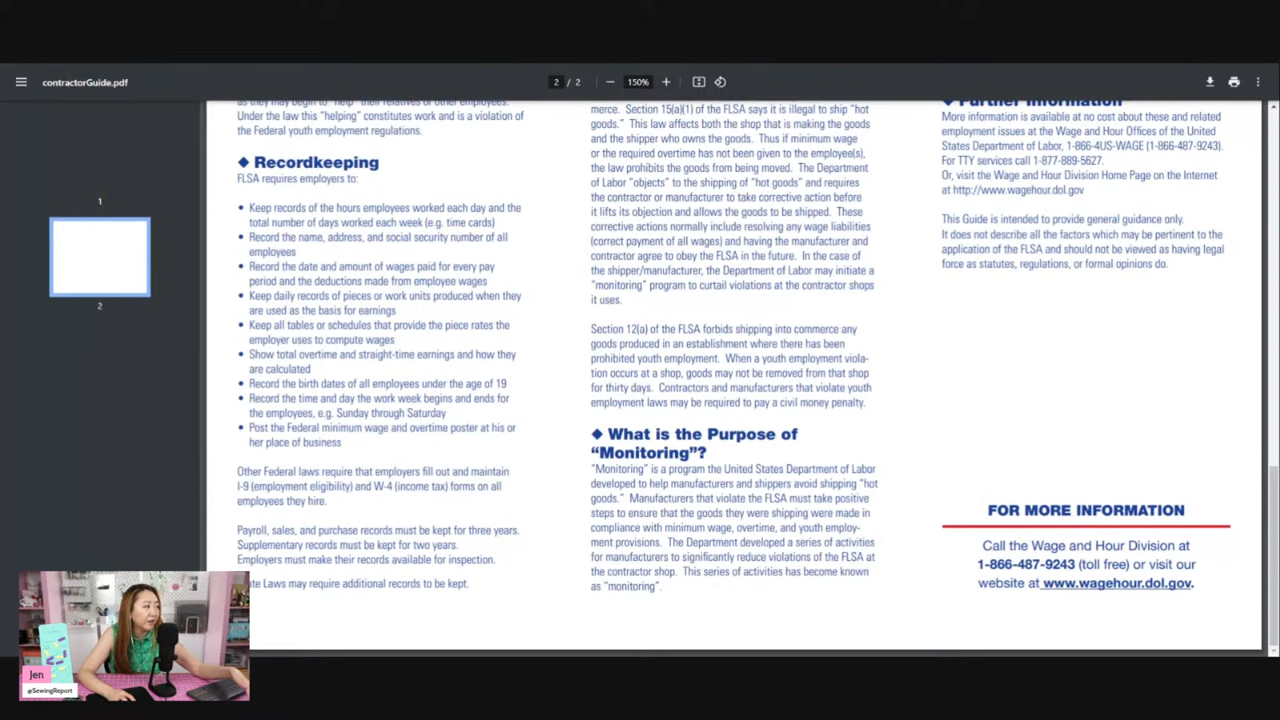 contractorGuide.pdf
2 / 2
150%
1
2
as they may begin to "help" their relatives or other employees.
Under the law this "helping" constitutes work and is a violation of
the Federal youth employment regulations.
◆ Recordkeeping
FLSA requires employers to:
• Keep records of the hours employees worked each day and the
total number of days worked each week (e.g. time cards)
• Record the name, address, and social security number of all
employees
• Record the date and amount of wages paid for every pay
period and the deductions made from employee wages
• Keep daily records of pieces or work units produced when they
are used as the basis for earnings
• Keep all tables or schedules that provide the piece rates the
employer uses to compute wages
• Show total overtime and straight-time earnings and how they
are calculated
• Record the birth dates of all employees under the age of 19
• Record the time and day the work week begins and ends for
the employees, e.g. Sunday through Saturday
• Post the Federal minimum wage and overtime poster at his or
her place of business
Other Federal laws require that employers fill out and maintain
I-9 (employment eligibility) and W-4 (income tax) forms on all
employees they hire.
Payroll, sales, and purchase records must be kept for three years.
Supplementary records must be kept for two years.
Employers must make their records available for inspection.
te Laws may require additional records to be kept.
merce. Section 15(a)(1) of the FLSA says it is illegal to ship "hot
goods." This law affects both the shop that is making the goods
and the shipper who owns the goods. Thus if minimum wage
or the required overtime has not been given to the employee(s),
the law prohibits the goods from being moved. The Department
of Labor "objects" to the shipping of "hot goods" and requires
the contractor or manufacturer to take corrective action before
it lifts its objection and allows the goods to be shipped. These
corrective actions normally include resolving any wage liabilities
(correct payment of all wages) and having the manufacturer and
contractor agree to obey the FLSA in the future. In the case of
the shipper/manufacturer, the Department of Labor may initiate a
"monitoring" program to curtail violations at the contractor shops
it uses.
Section 12(a) of the FLSA forbids shipping into commerce any
goods produced in an establishment where there has been
prohibited youth employment. When a youth employment viola-
tion occurs at a shop, goods may not be removed from that shop
for thirty days. Contractors and manufacturers that violate youth
employment laws may be required to pay a civil money penalty.
◆ What is the Purpose of
“Monitoring”?
"Monitoring" is a program the United States Department of Labor
developed to help manufacturers and shippers avoid shipping "hot
goods." Manufacturers that violate the FLSA must take positive
steps to ensure that the goods they were shipping were made in
compliance with minimum wage, overtime, and youth employ-
ment provisions. The Department developed a series of activities
for manufacturers to significantly reduce violations of the FLSA at
the contractor shop. This series of activities has become known
as "monitoring".
◆ Further Information
More information is available at no cost about these and related
employment issues at the Wage and Hour Offices of the United
States Department of Labor, 1-866-4US-WAGE (1-866-487-9243).
For TTY services call 1-877-889-5627.
Or, visit the Wage and Hour Division Home Page on the Internet
at http://www.wagehour.dol.gov
This Guide is intended to provide general guidance only.
It does not describe all the factors which may be pertinent to the
application of the FLSA and should not be viewed as having legal
force as statutes, regulations, or formal opinions do.
FOR MORE INFORMATION
Call the Wage and Hour Division at
1-866-487-9243 (toll free) or visit our
website at www.wagehour.dol.gov.
Jen
@SewingReport